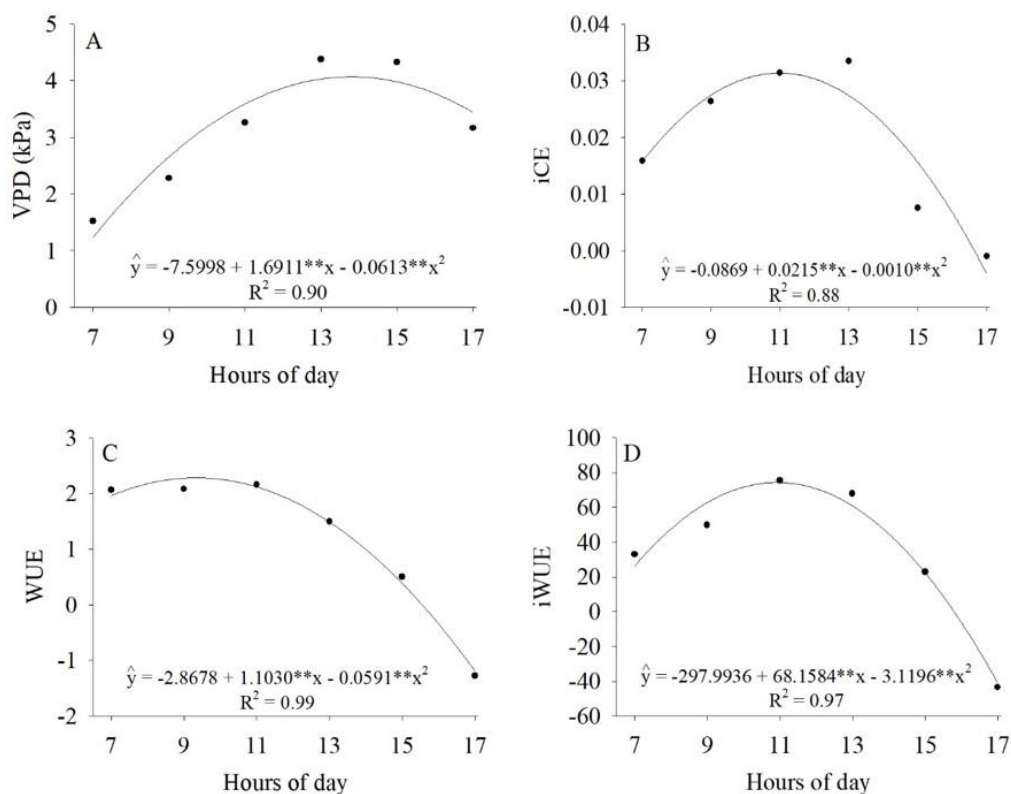 A
VPD (kPa)
5
4
3
2
1
0
ŷ = -7.5998 + 1.6911**x - 0.0613**x²
R² = 0.90
7 9 11 13 15 17
Hours of day
B
iCE
0.04
0.03
0.02
0.01
0.00
-0.01
ŷ = -0.0869 + 0.0215**x - 0.0010**x²
R² = 0.88
7 9 11 13 15 17
Hours of day
C
WUE
3
2
1
0
-1
-2
ŷ = -2.8678 + 1.1030**x - 0.0591**x²
R² = 0.99
7 9 11 13 15 17
Hours of day
D
iWUE
100
80
60
40
20
0
-20
-40
-60
ŷ = -297.9936 + 68.1584**x - 3.1196**x²
R² = 0.97
7 9 11 13 15 17
Hours of day